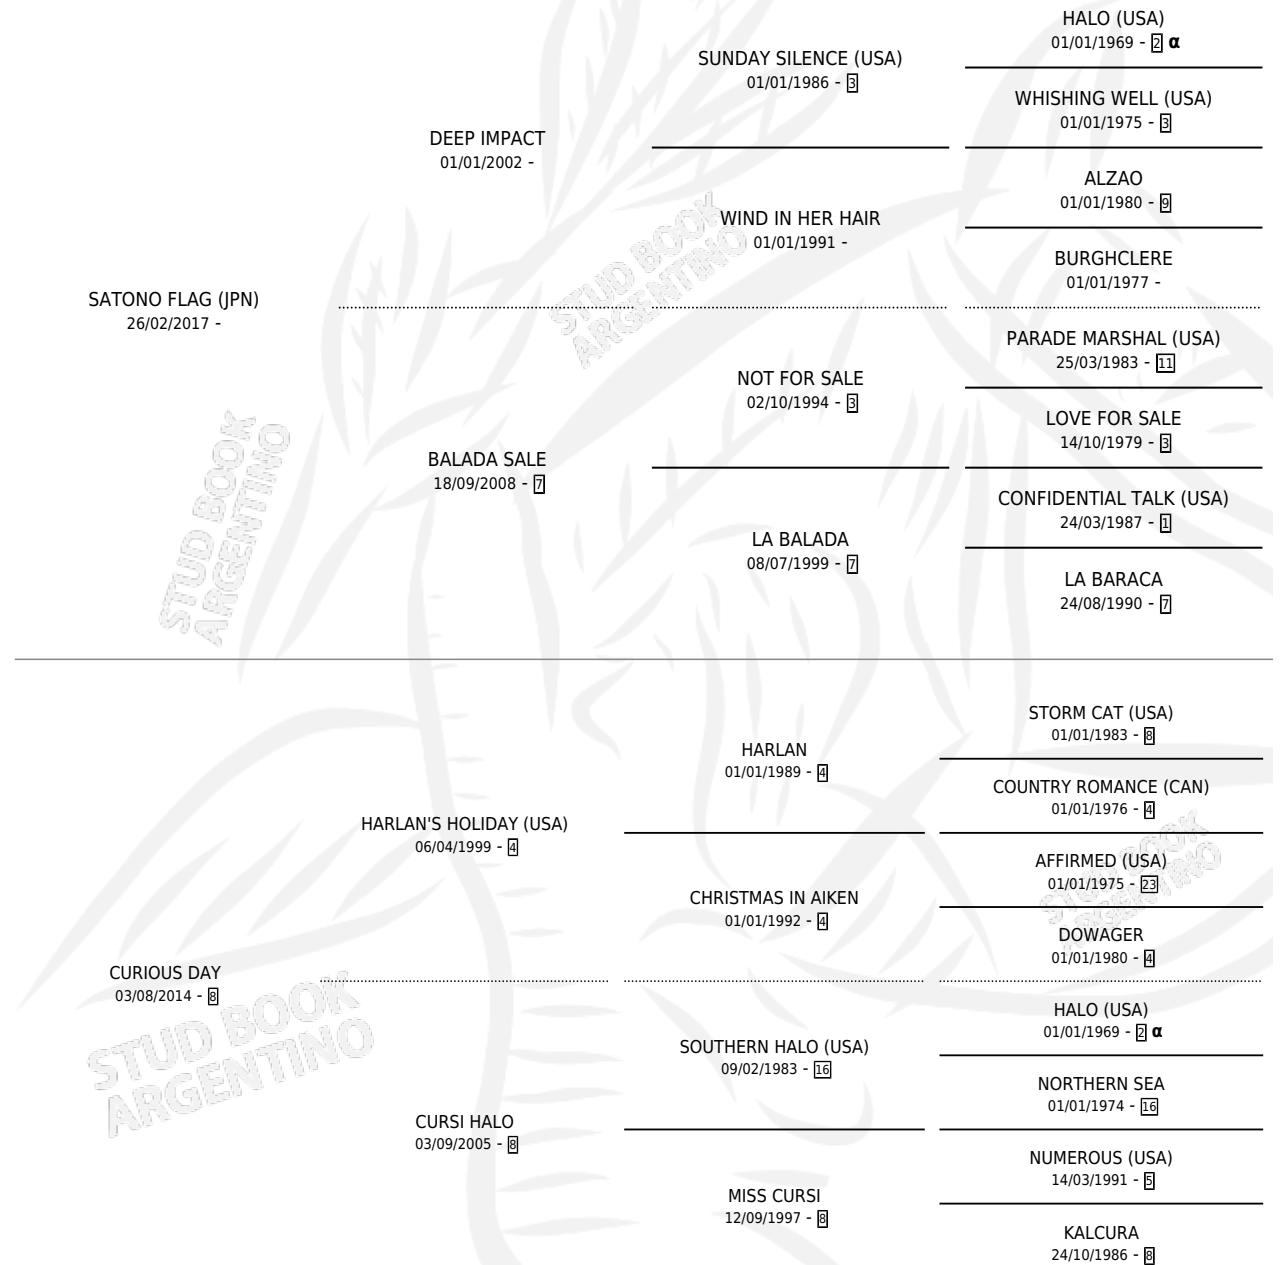 HALO (USA)
01/01/1969 - 2 α
SUNDAY SILENCE (USA)
01/01/1986 - 3
WHISHING WELL (USA)
01/01/1975 - 3
DEEP IMPACT
01/01/2002 -
ALZAO
01/01/1980 - 9
WIND IN HER HAIR
01/01/1991 -
BURGHCLERE
01/01/1977 -
SATONO FLAG (JPN)
26/02/2017 -
PARADE MARSHAL (USA)
25/03/1983 - 11
NOT FOR SALE
02/10/1994 - 3
LOVE FOR SALE
14/10/1979 - 3
BALADA SALE
18/09/2008 - 7
CONFIDENTIAL TALK (USA)
24/03/1987 - 1
LA BALADA
08/07/1999 - 7
LA BARACA
24/08/1990 - 7
STORM CAT (USA)
01/01/1983 - 8
HARLAN
01/01/1989 - 4
COUNTRY ROMANCE (CAN)
01/01/1976 - 4
HARLAN'S HOLIDAY (USA)
06/04/1999 - 4
AFFIRMED (USA)
01/01/1975 - 23
CHRISTMAS IN AIKEN
01/01/1992 - 4
DOWAGER
01/01/1980 - 4
CURIOUS DAY
03/08/2014 - 8
HALO (USA)
01/01/1969 - 2 α
SOUTHERN HALO (USA)
09/02/1983 - 16
NORTHERN SEA
01/01/1974 - 16
CURSI HALO
03/09/2005 - 8
NUMEROUS (USA)
14/03/1991 - 5
MISS CURSI
12/09/1997 - 8
KALCURA
24/10/1986 - 8
STUD BOOK
ARGENTINO
STUD BOOK
ARGENTINO
STUD BOOK
ARGENTINO
STUD BOOK
ARGENTINO